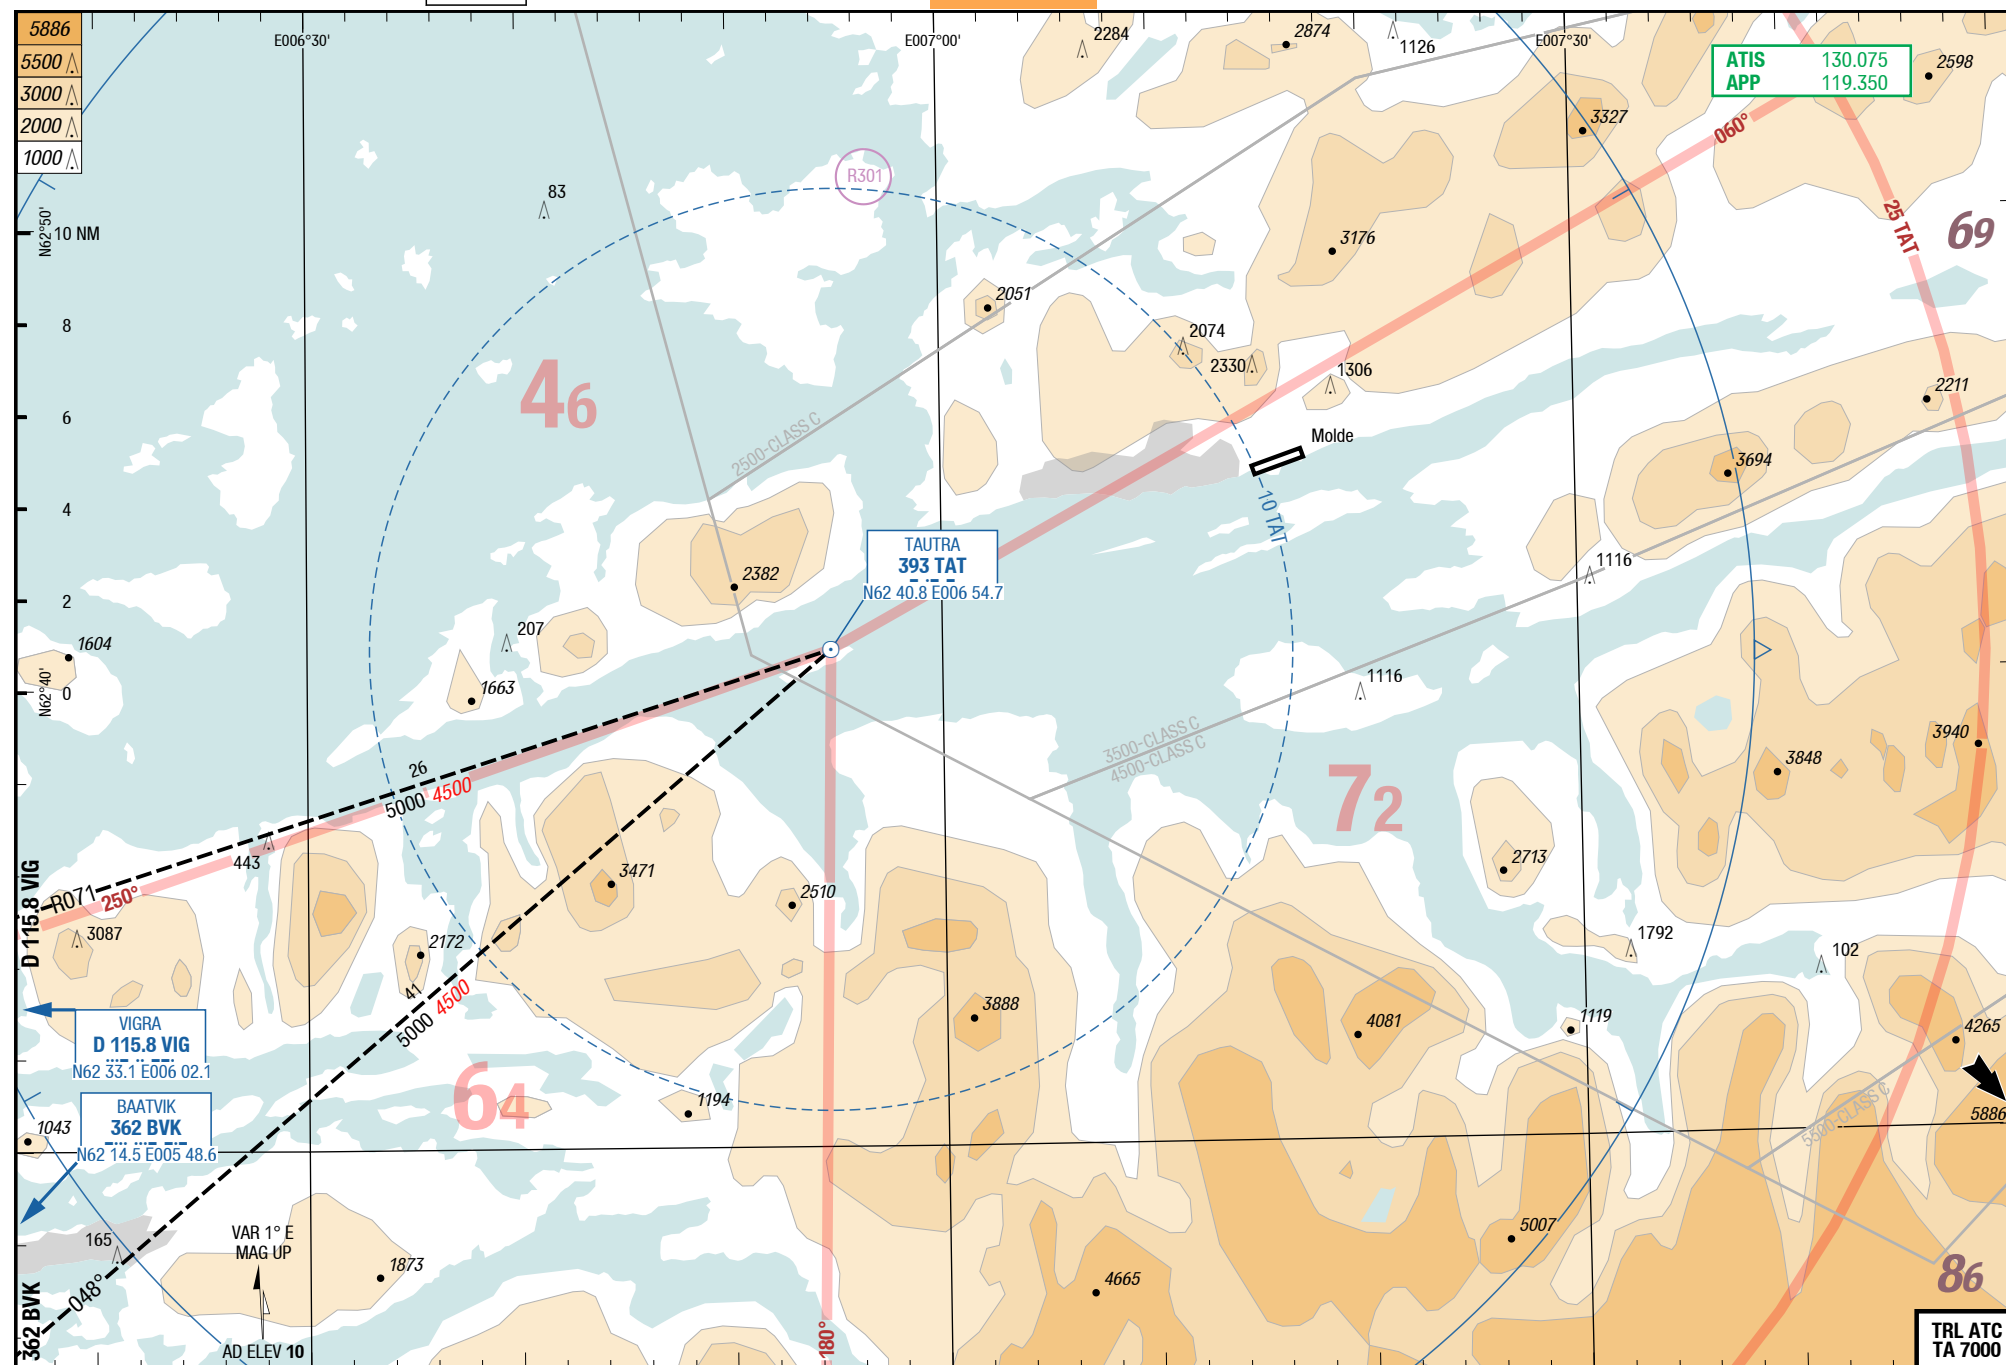 5886
5500
3000
2000
1000
E006°30'
E007°00'
E007°30'
2284
2874
1126
ATIS 130.075
APP 119.350
2598
3327
060°
R301
83
N62°50'
10 NM
3176
25 TAT
69
2051
8
2074
2330
1306
46
2211
6
2500-CLASS C
Molde
3694
4
10 TAT
TAUTRA
393 TAT
N62 40.8 E006 54.7
2382
1116
2
207
1604
1663
N62°40'
0
1116
3500-CLASS C
4500-CLASS C
3940
3848
26
5000 4500
72
443
3471
2713
2510
R071
250°
D 115.8 VIG
3087
2172
1792
102
41
5000 4500
3888
4081
1119
4265
VIGRA
D 115.8 VIG
N62 33.1 E006 02.1
64
1194
BAATVIK
362 BVK
N62 14.5 E005 48.6
1043
5500-CLASS C
5886
165
VAR 1° E
MAG UP
1873
5007
4665
86
048°
362 BVK
180°
AD ELEV 10
TRL ATC
TA 7000